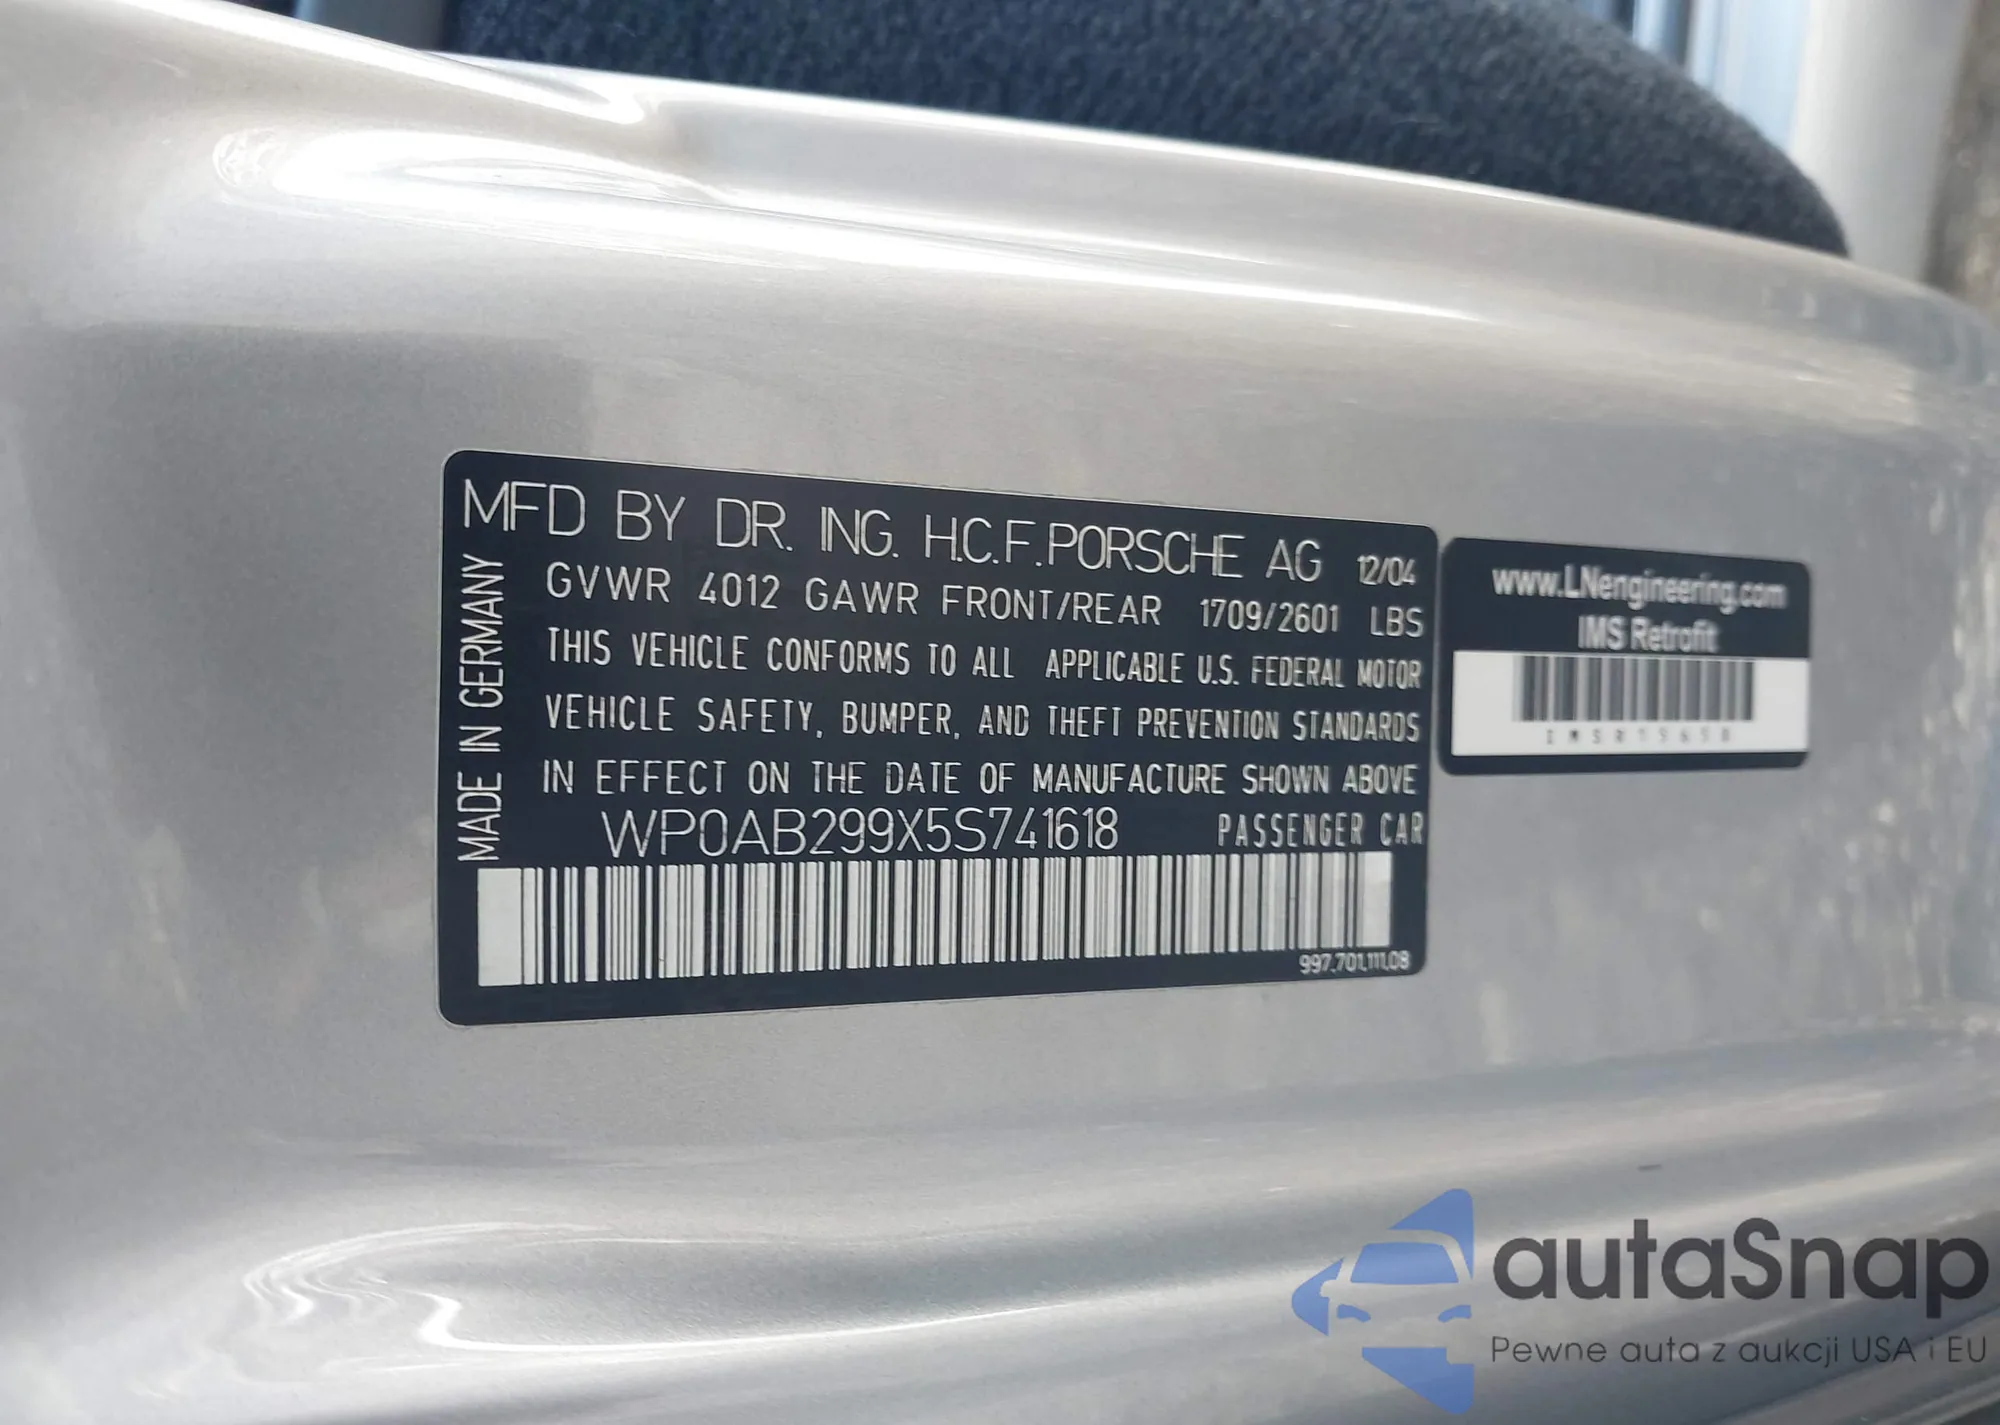 MFD BY DR. ING. H.C.F. PORSCHE AG 12/04
GVWR 4012 GAWR FRONT/REAR 1709/2601 LBS
THIS VEHICLE CONFORMS TO ALL APPLICABLE U.S. FEDERAL MOTOR
VEHICLE SAFETY, BUMPER, AND THEFT PREVENTION STANDARDS
IN EFFECT ON THE DATE OF MANUFACTURE SHOWN ABOVE
WP0AB299X5S741618 PASSENGER CAR
997.701.111.08
MADE IN GERMANY
www.LNengineering.com
IMS Retrofit
autaSnap
Pewne auta z aukcji USA i EU